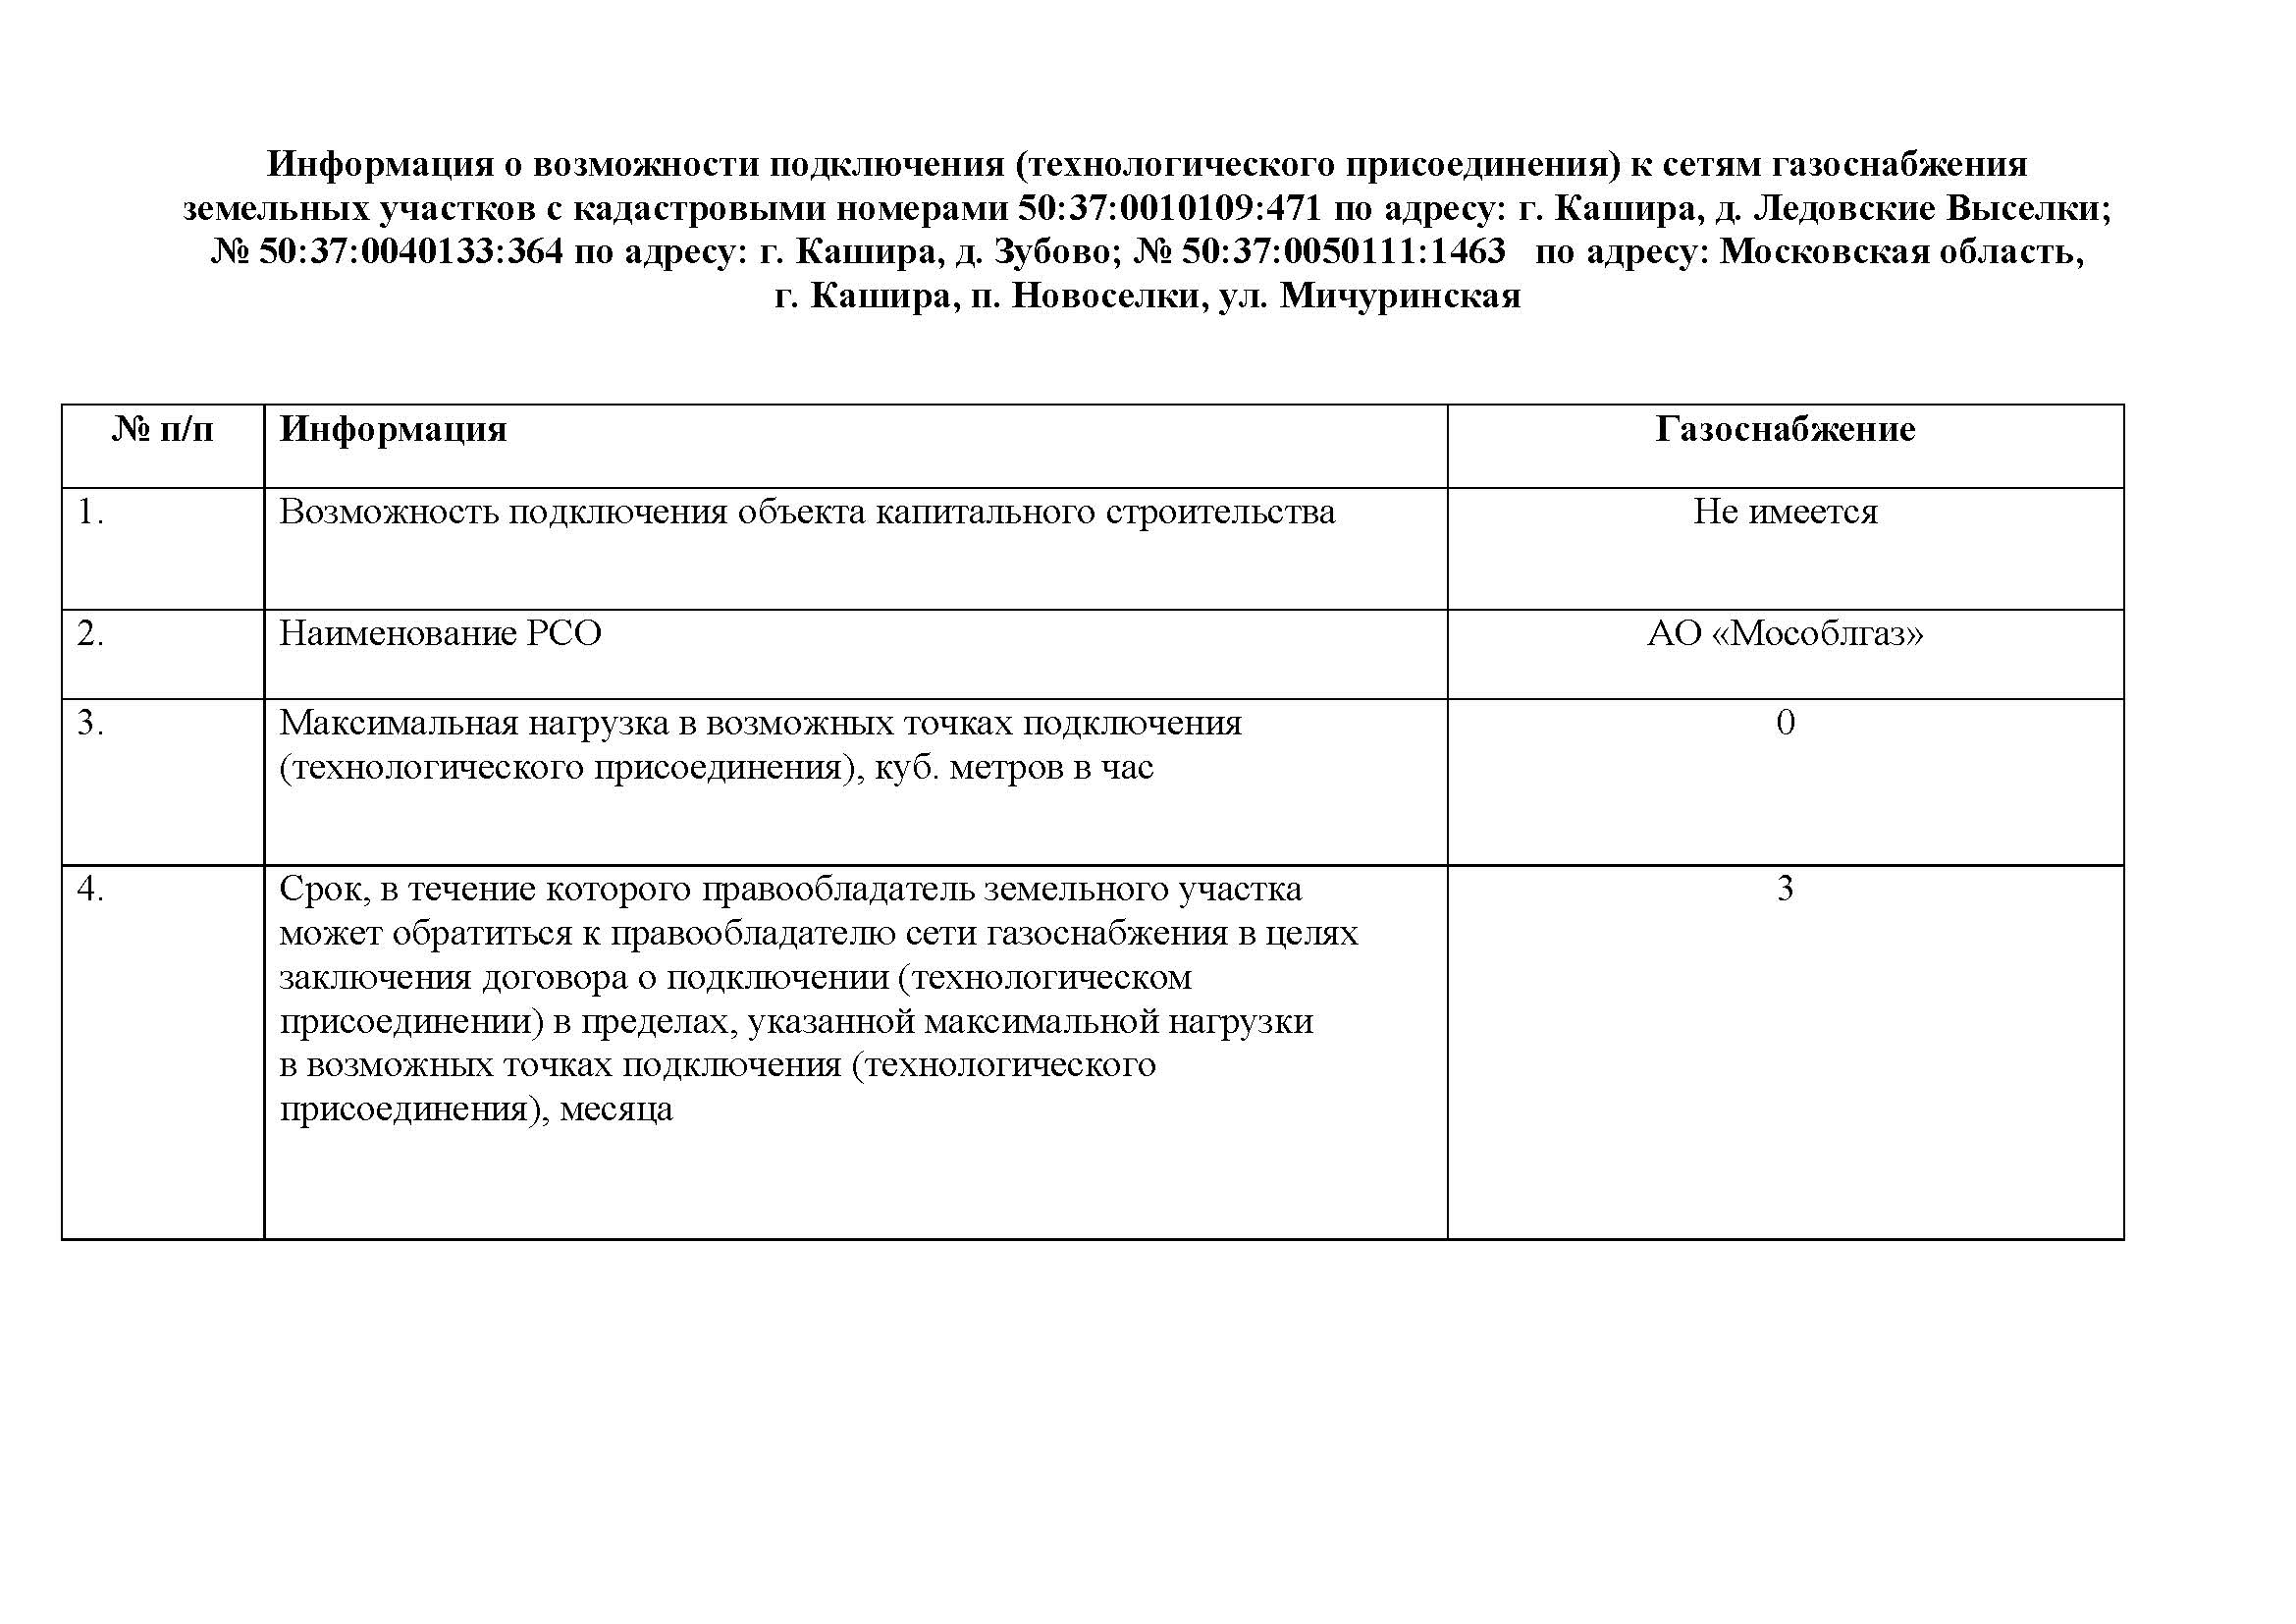 Информация о возможности подключения (технологического присоединения) к сетям газоснабжения
земельных участков с кадастровыми номерами 50:37:0010109:471 по адресу: г. Кашира, д. Ледовские Выселки;
№ 50:37:0040133:364 по адресу: г. Кашира, д. Зубово; № 50:37:0050111:1463 по адресу: Московская область,
г. Кашира, п. Новоселки, ул. Мичуринская
№ п/п Информация Газоснабжение
1. Возможность подключения объекта капитального строительства Не имеется
2. Наименование РСО АО «Мособлгаз»
3. Максимальная нагрузка в возможных точках подключения 0
(технологического присоединения), куб. метров в час
4. Срок, в течение которого правообладатель земельного участка 3
может обратиться к правообладателю сети газоснабжения в целях
заключения договора о подключении (технологическом
присоединении) в пределах, указанной максимальной нагрузки
в возможных точках подключения (технологического
присоединения), месяца